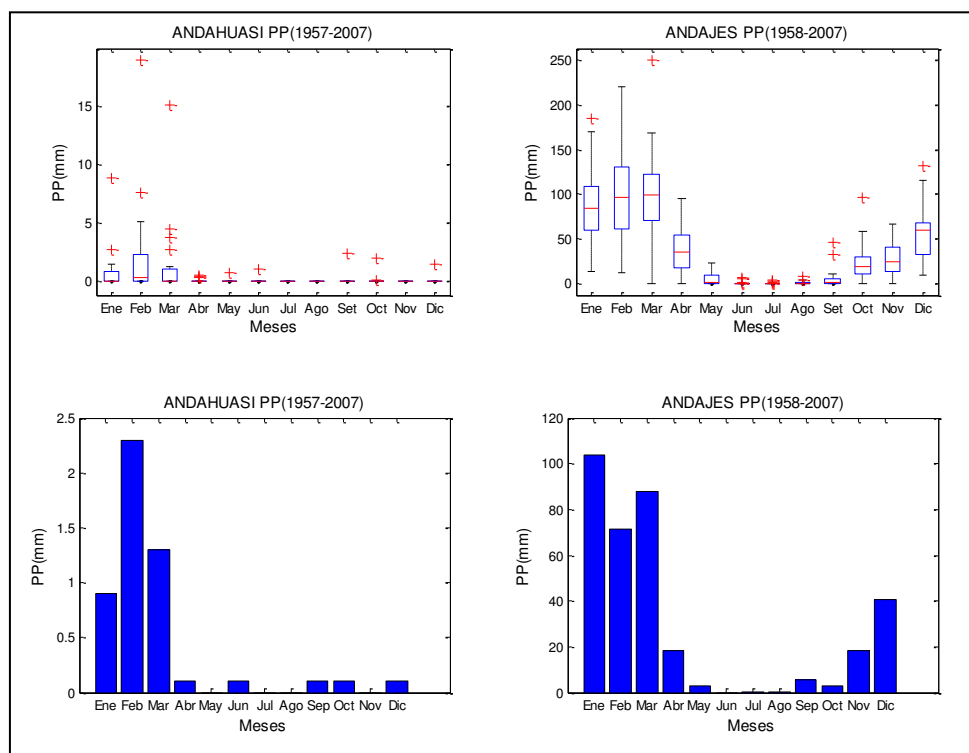 ANDAHUASI PP(1957-2007)
PP(mm)
15
10
5
0
Ene Feb Mar Abr May Jun Jul Ago Set Oct Nov Dic
Meses
ANDAJES PP(1958-2007)
PP(mm)
250
200
150
100
50
0
Ene Feb Mar Abr May Jun Jul Ago Set Oct Nov Dic
Meses
ANDAHUASI PP(1957-2007)
PP(mm)
2.5
2
1.5
1
0.5
0
Ene Feb Mar Abr May Jun Jul Ago Sep Oct Nov Dic
Meses
ANDAJES PP(1958-2007)
PP(mm)
120
100
80
60
40
20
0
Ene Feb Mar Abr May Jun Jul Ago Sep Oct Nov Dic
Meses